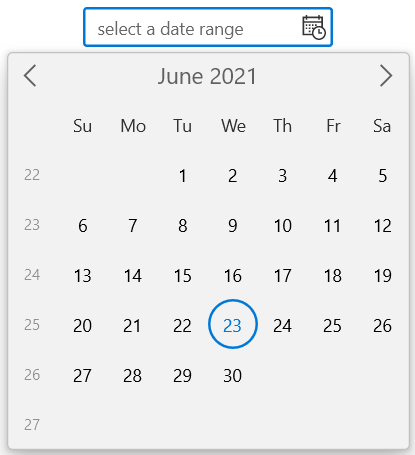 select a date range
June 2021
Su Mo Tu We Th Fr Sa
22 1 2 3 4 5
23 6 7 8 9 10 11 12
24 13 14 15 16 17 18 19
25 20 21 22 23 24 25 26
26 27 28 29 30
27